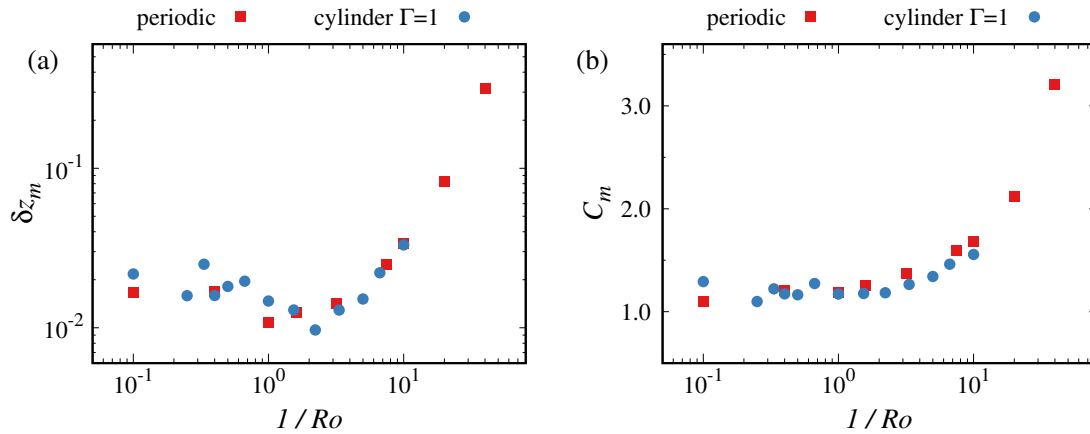 periodic cylinder Γ=1
(a)
δz_m
10^-1
10^-2
10^-1 10^0 10^1
1 / Ro
periodic cylinder Γ=1
(b)
C_m
3.0
2.0
1.0
10^-1 10^0 10^1
1 / Ro